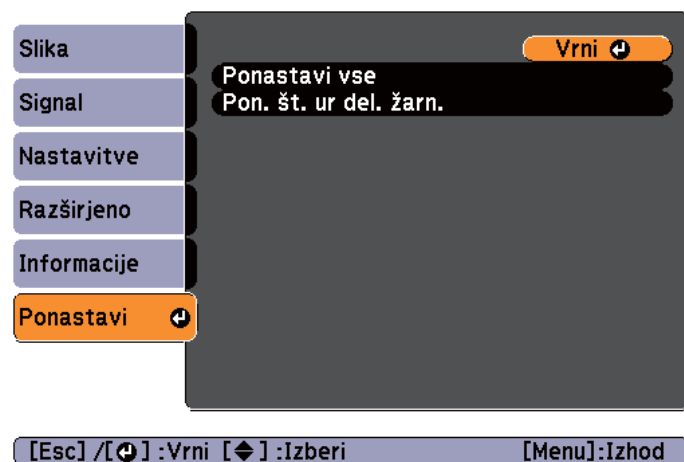 Slika
Signal
Nastavitve
Razširjeno
Informacije
Ponastavi
Vrni
Ponastavi vse
Pon. št. ur del. žarn.
[Esc] /[ ] :Vrni [ ] :Izberi [Menu]:Izhod